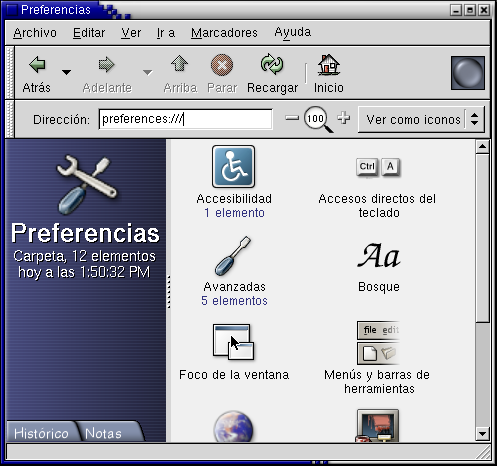 Preferencias
Archivo Editar Ver Ir a Marcadores Ayuda
Atrás Adelante Arriba Parar Recargar Inicio
Dirección: preferences:/// 100 Ver como iconos
Preferencias
Carpeta, 12 elementos
hoy a las 1:50:32 PM
Histórico Notas
Accesibilidad
1 elemento
Ctrl A
Accesos directos del
teclado
Avanzadas
5 elementos
Aa
Bosque
Foco de la ventana
file edit
Menús y barras de
herramientas